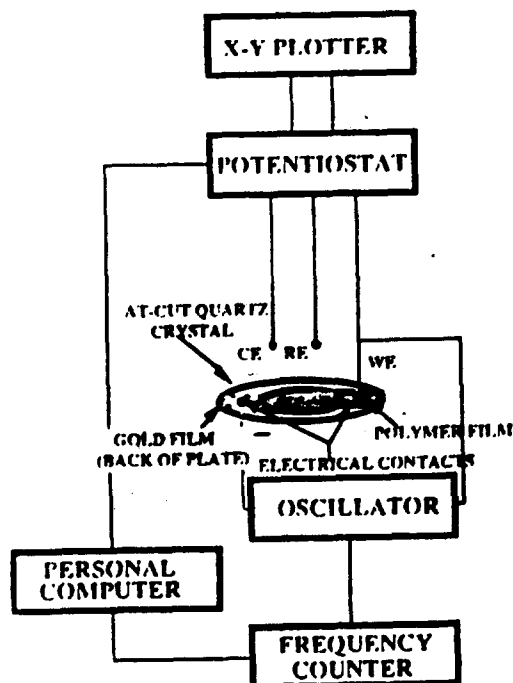 X-Y PLOTTER
POTENTIOSTAT
AT-CUT QUARTZ
CRYSTAL
CE RE
WE
GOLD FILM
(BACK OF PLATE)
POLYMER FILM
ELECTRICAL CONTACTS
OSCILLATOR
PERSONAL
COMPUTER
FREQUENCY
COUNTER